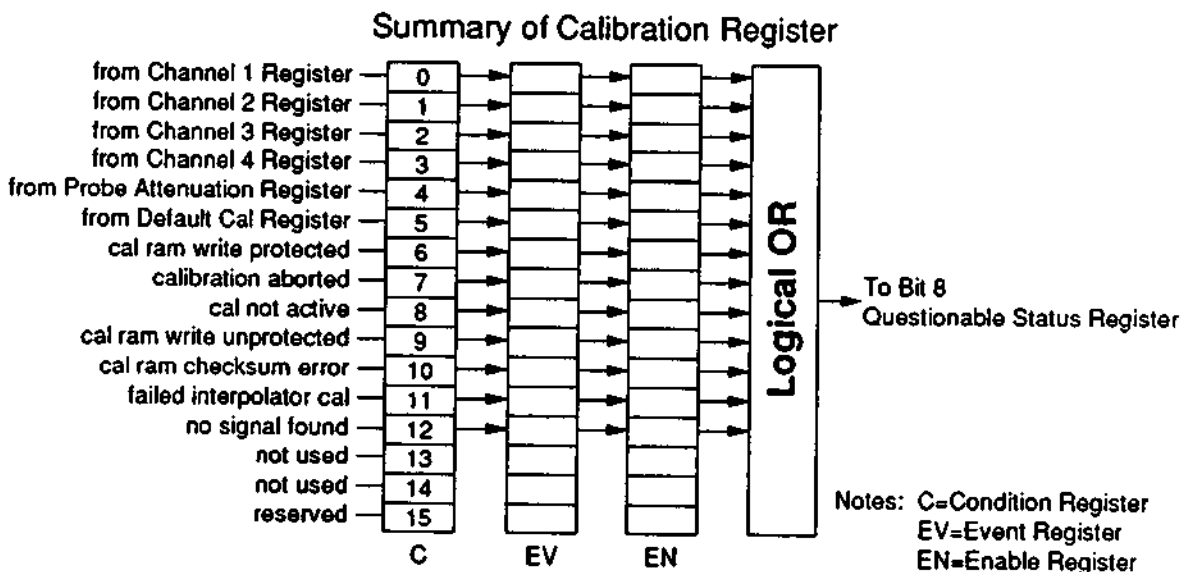 Summary of Calibration Register
from Channel 1 Register 0
from Channel 2 Register 1
from Channel 3 Register 2
from Channel 4 Register 3
from Probe Attenuation Register 4
from Default Cal Register 5
cal ram write protected 6
calibration aborted 7
cal not active 8
cal ram write unprotected 9
cal ram checksum error 10
failed interpolator cal 11
no signal found 12
not used 13
not used 14
reserved 15
C EV EN
Logical OR
To Bit 8
Questionable Status Register
Notes: C=Condition Register
EV=Event Register
EN=Enable Register